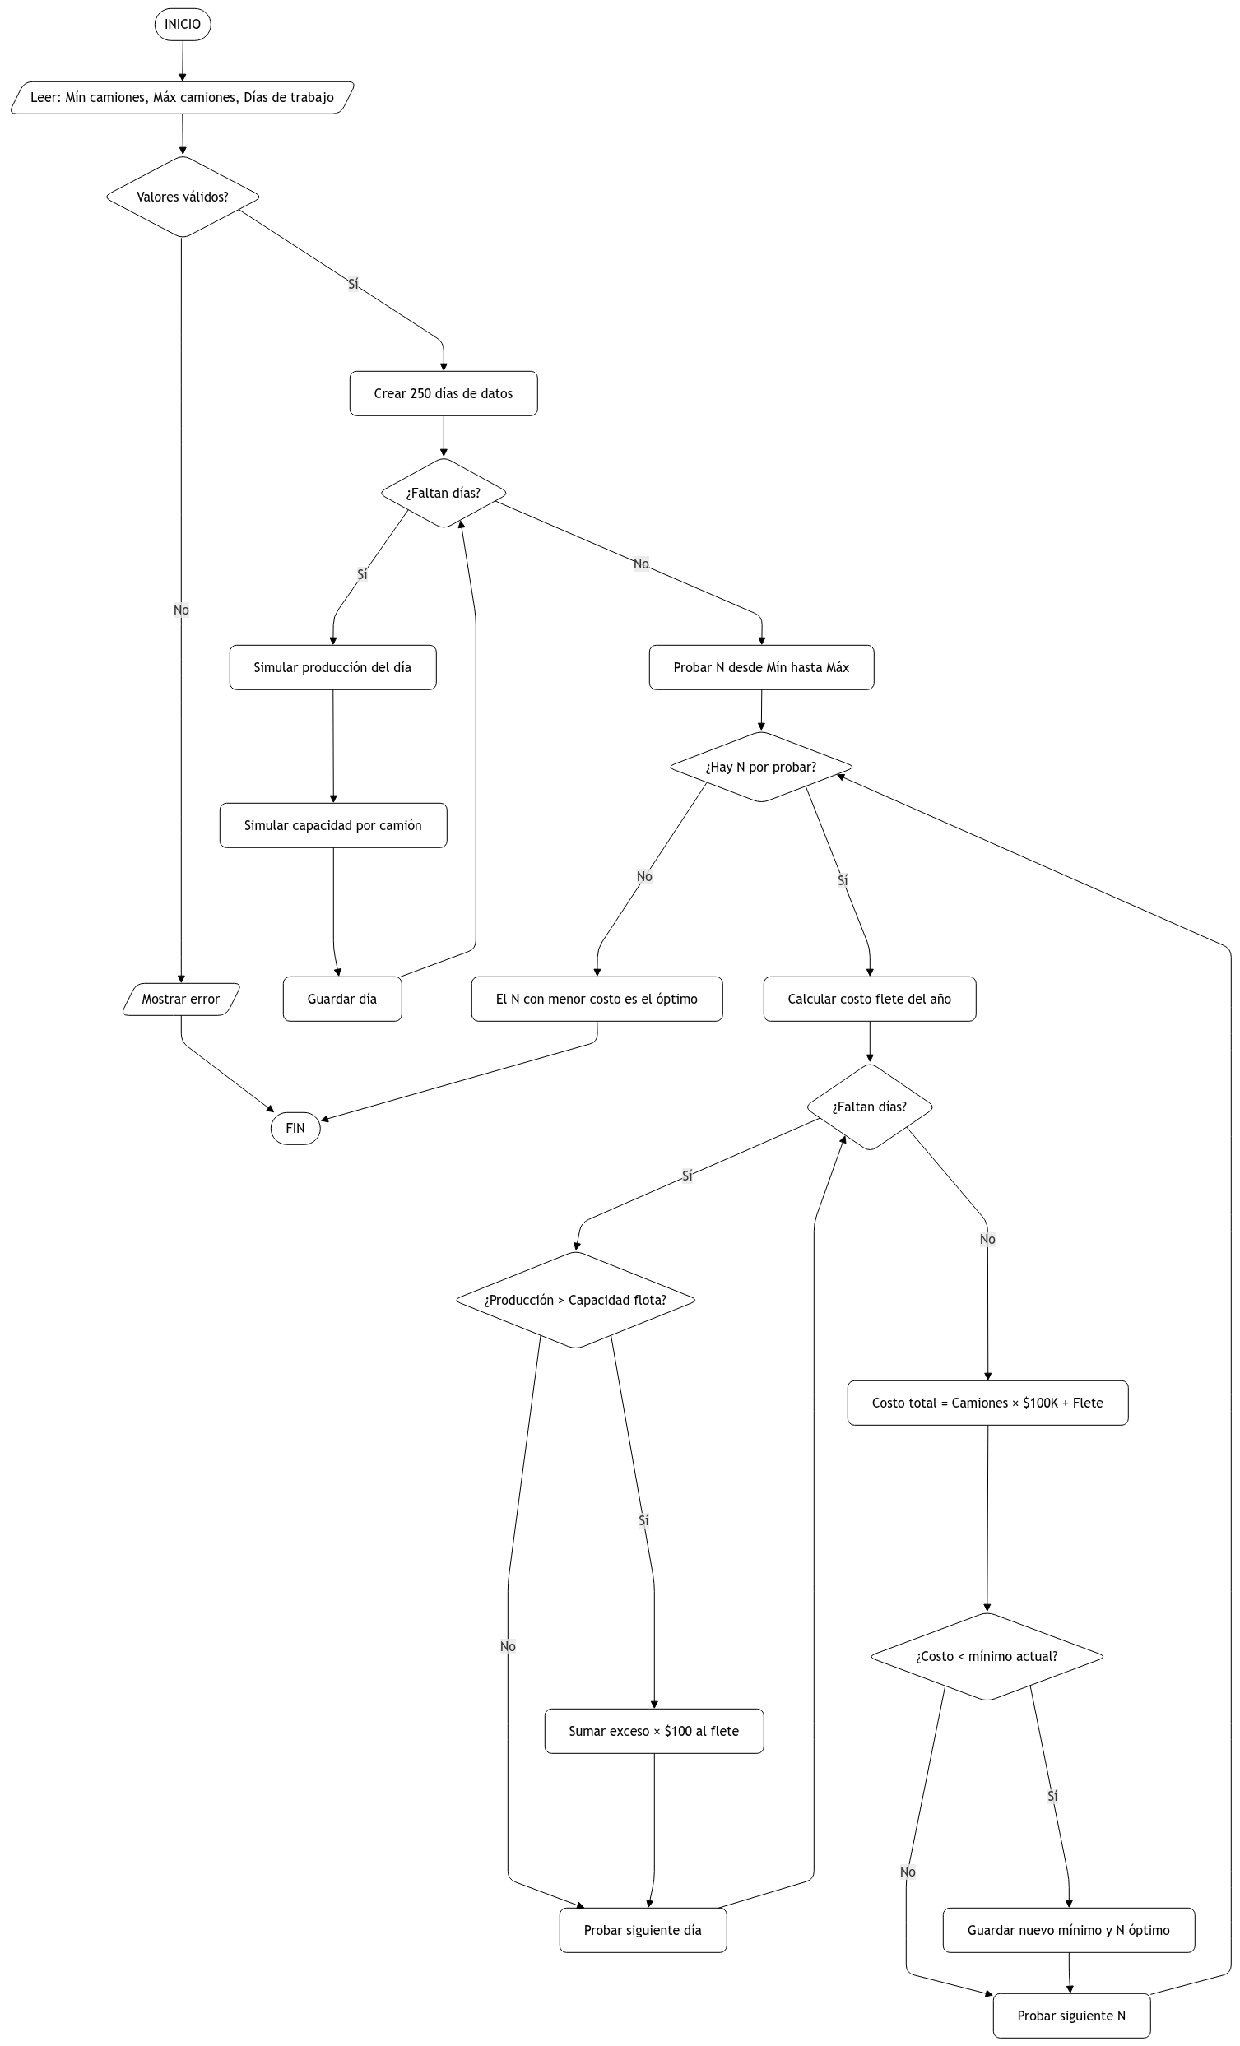 INICIO
Leer: Mín camiones, Máx camiones, Días de trabajo
Valores válidos?
Sí
Crear 250 días de datos
¿Faltan días?
No
Sí
No
Simular producción del día
Probar N desde Mín hasta Máx
¿Hay N por probar?
Simular capacidad por camión
No
Sí
Mostrar error
Guardar día
El N con menor costo es el óptimo
Calcular costo flete del año
¿Faltan días?
FIN
Sí
No
¿Producción > Capacidad flota?
Costo total = Camiones × $100K + Flete
Sí
No
¿Costo < mínimo actual?
Sumar exceso × $100 al flete
Sí
No
Probar siguiente día
Guardar nuevo mínimo y N óptimo
Probar siguiente N